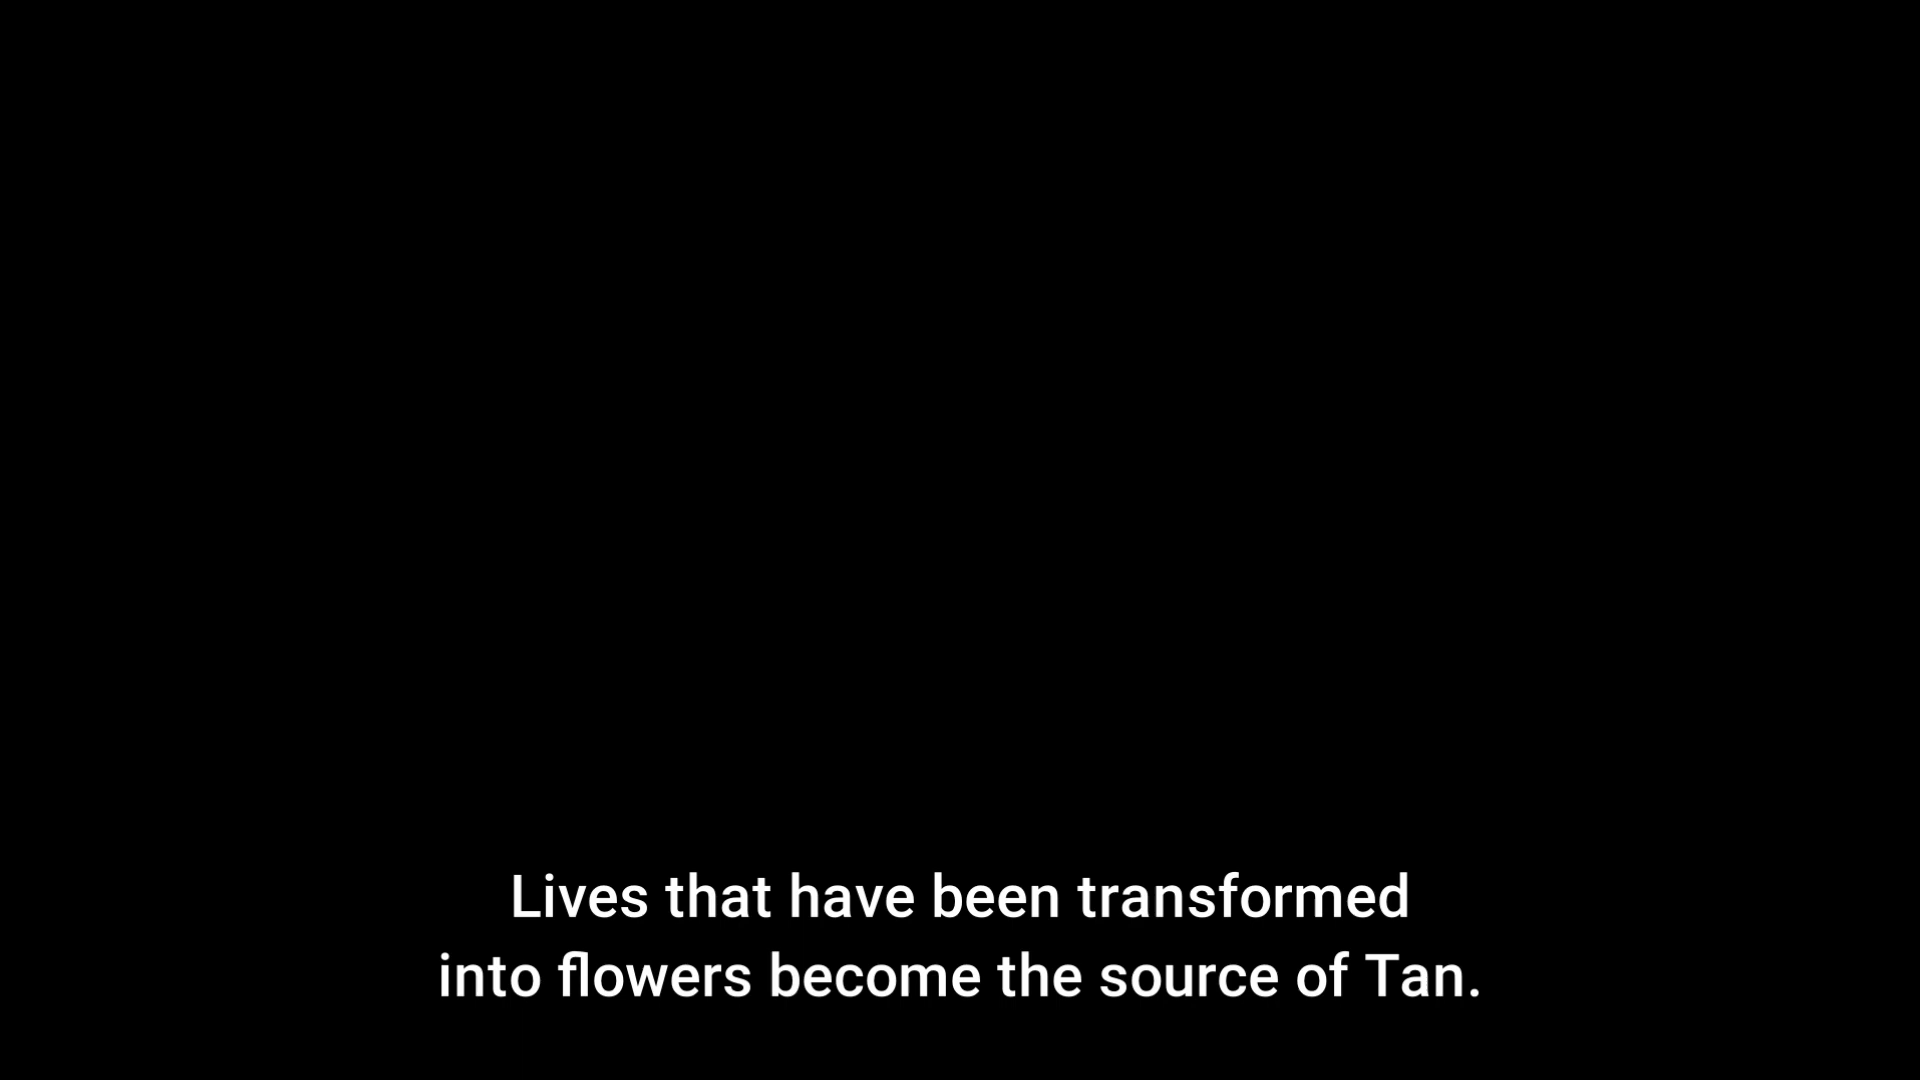 Lives that have been transformed
into flowers become the source of Tan.